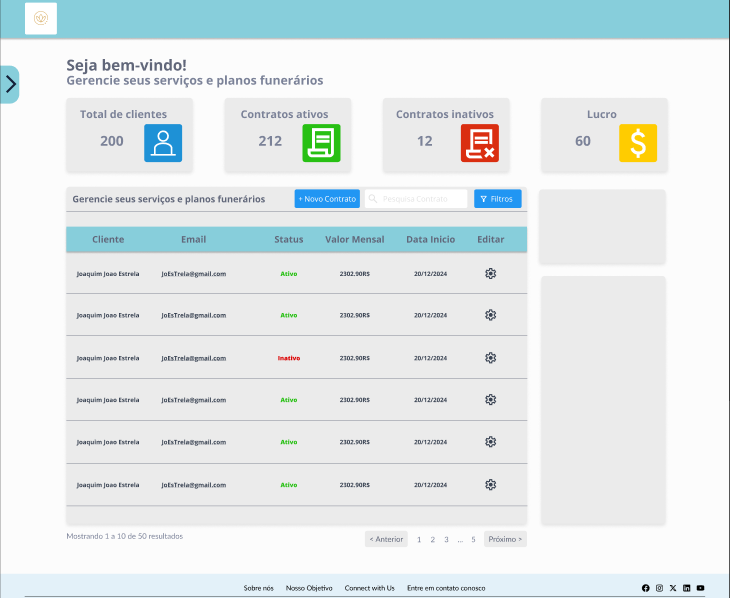 Seja bem-vindo!
Gerencie seus serviços e planos funerários
Total de clientes
200
Contratos ativos
212
Contratos inativos
12
Lucro
60
$
Gerencie seus serviços e planos funerários
+ Novo Contrato
Pesquisa Contrato
Filtros
Cliente Email Status Valor Mensal Data Inicio Editar
Joaquim Joao Estrela JoEsTrela@gmail.com Ativo 2302.90R$ 20/12/2024
Joaquim Joao Estrela JoEsTrela@gmail.com Ativo 2302.90R$ 20/12/2024
Joaquim Joao Estrela JoEsTrela@gmail.com Inativo 2302.90R$ 20/12/2024
Joaquim Joao Estrela JoEsTrela@gmail.com Ativo 2302.90R$ 20/12/2024
Joaquim Joao Estrela JoEsTrela@gmail.com Ativo 2302.90R$ 20/12/2024
Joaquim Joao Estrela JoEsTrela@gmail.com Ativo 2302.90R$ 20/12/2024
Mostrando 1 a 10 de 50 resultados
< Anterior 1 2 3 ... 5 Próximo >
Sobre nós Nosso Objetivo Connect with Us Entre em contato conosco